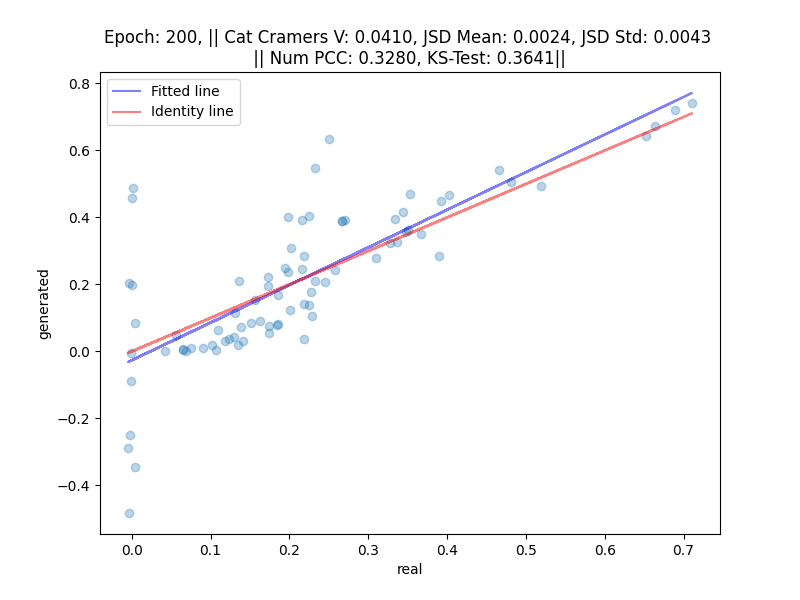 Epoch: 200, || Cat Cramers V: 0.0410, JSD Mean: 0.0024, JSD Std: 0.0043
|| Num PCC: 0.3280, KS-Test: 0.3641||
Fitted line
Identity line
0.8
0.6
0.4
0.2
0.0
−0.2
−0.4
generated
0.0 0.1 0.2 0.3 0.4 0.5 0.6 0.7
real